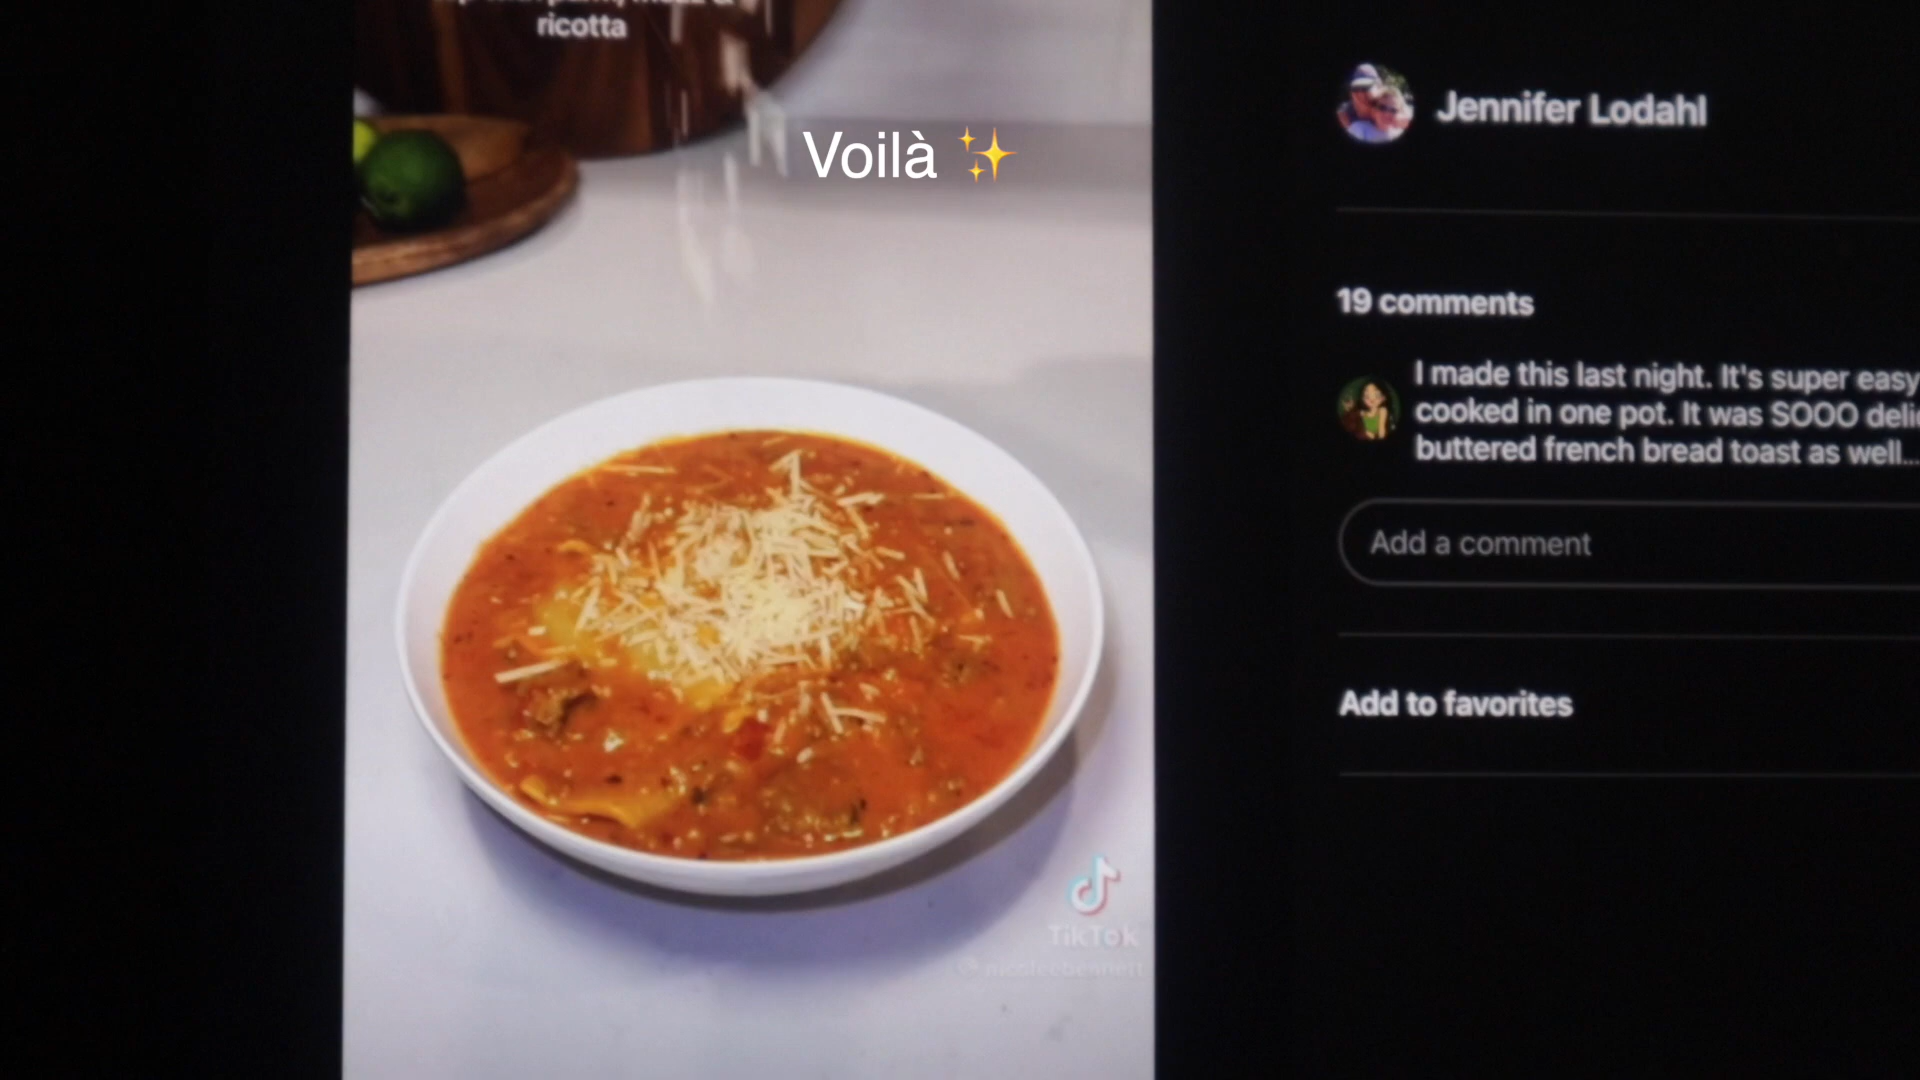 ricotta
Voilà ✨
Jennifer Lodahl
19 comments
I made this last night. It's super easy
cooked in one pot. It was SOOO
buttered french bread toast as well...
Add a comment
Add to favorites
TikTok